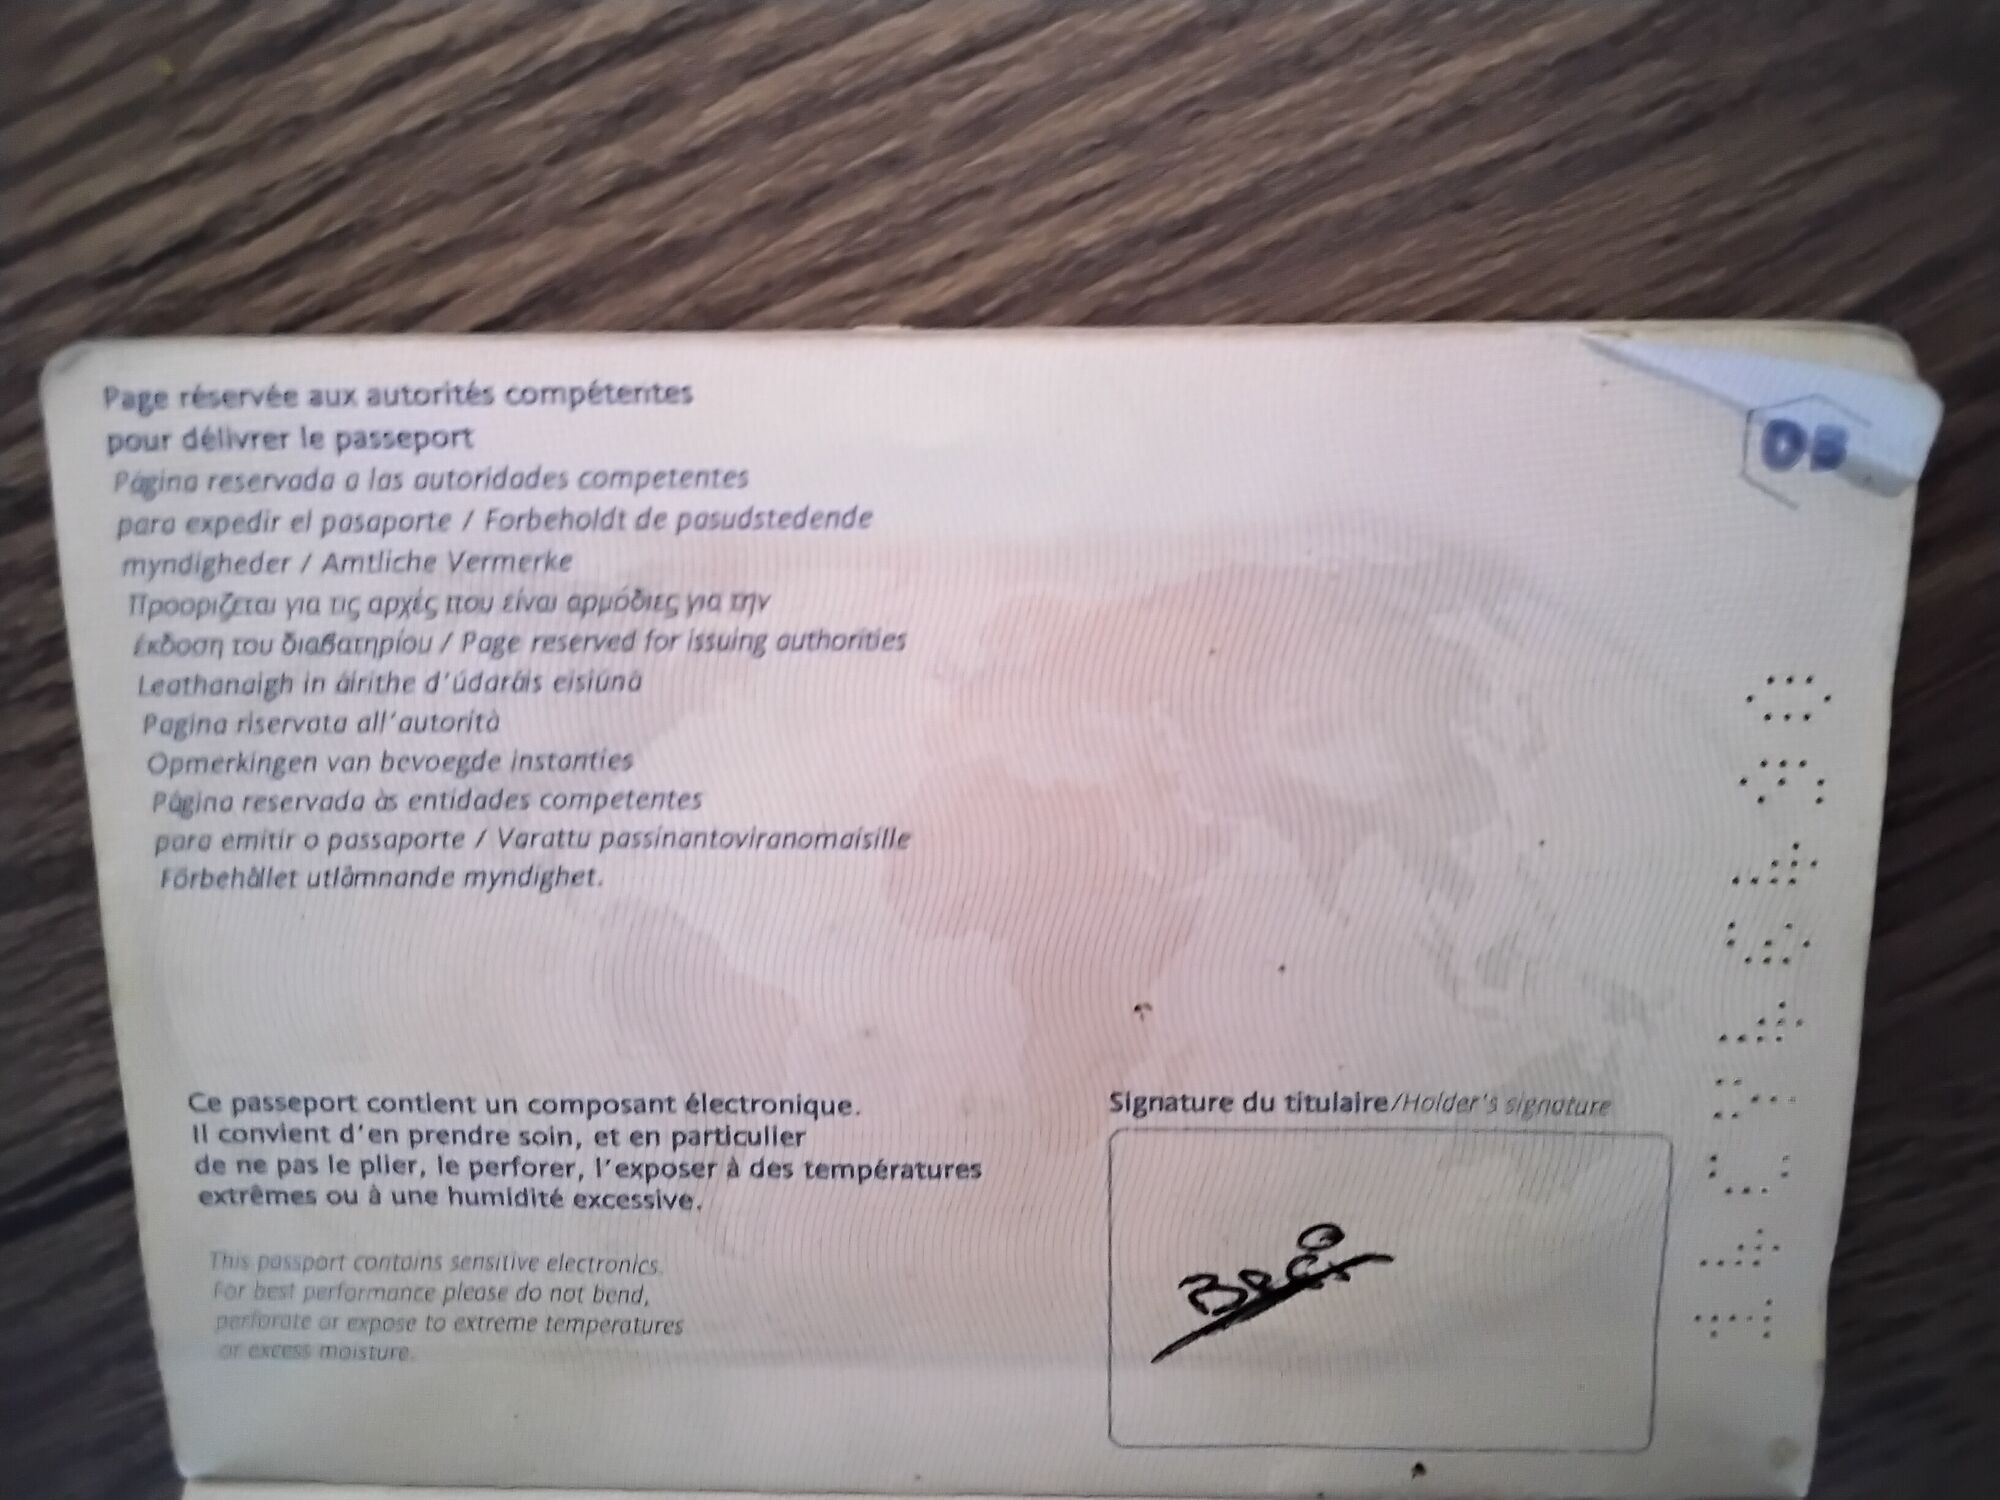 Page réservée aux autorités compétentes
pour délivrer le passeport
Página reservada a las autoridades competentes
para expedir el pasaporte / Forbeholdt de pasudstedende
myndigheder / Amtliche Vermerke
Προορίζεται για τις αρχές που είναι αρμόδιες για την
έκδοση του διαβατηρίου / Page reserved for issuing authorities
Leathanaigh in áirithe d'údaráis eisiúna
Pagina riservata all'autorità
Opmerkingen van bevoegde instanties
Página reservada às entidades competentes
para emitir o passaporte / Varattu passinantoviranomaisille
Förbehållet utlämnande myndighet.
Ce passeport contient un composant électronique.
Il convient d'en prendre soin, et en particulier
de ne pas le plier, le perforer, l'exposer à des températures
extrêmes ou à une humidité excessive.
This passport contains sensitive electronics.
For best performance please do not bend,
perforate or expose to extreme temperatures
or excess moisture.
Signature du titulaire/Holder's signature